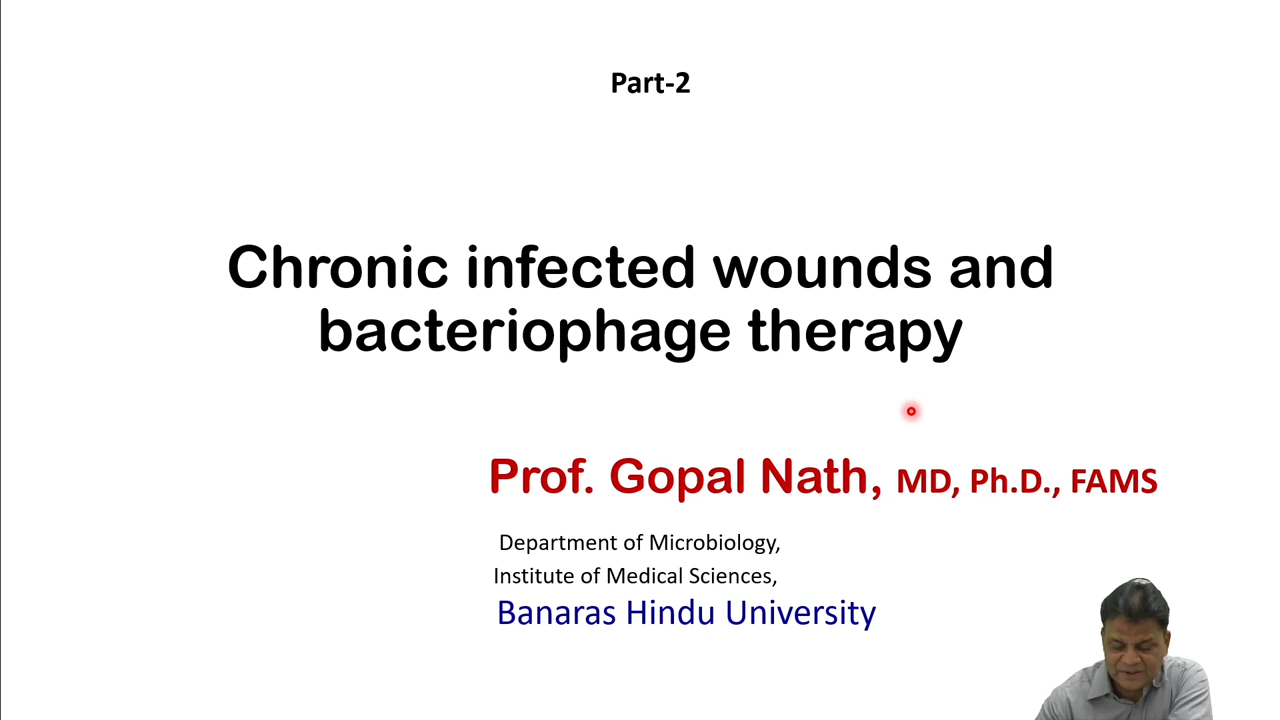 Part-2
Chronic infected wounds and
bacteriophage therapy
Prof. Gopal Nath, MD, Ph.D., FAMS
Department of Microbiology,
Institute of Medical Sciences,
Banaras Hindu University